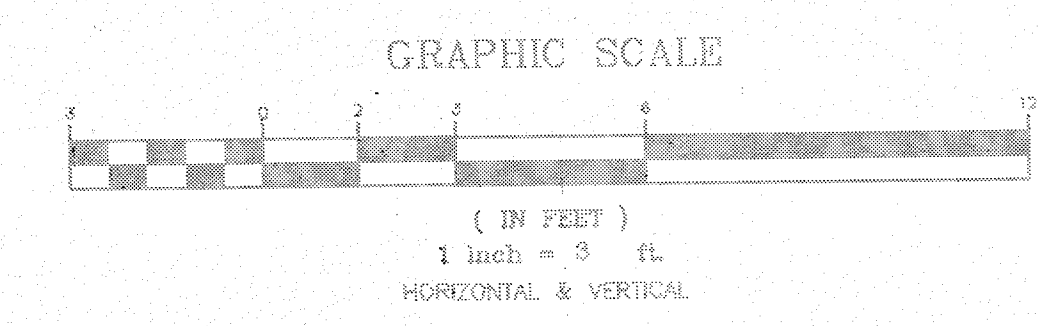 GRAPHIC SCALE
3 0 2 3 6 12
( IN FEET )
1 inch = 3 ft.
HORIZONTAL & VERTICAL